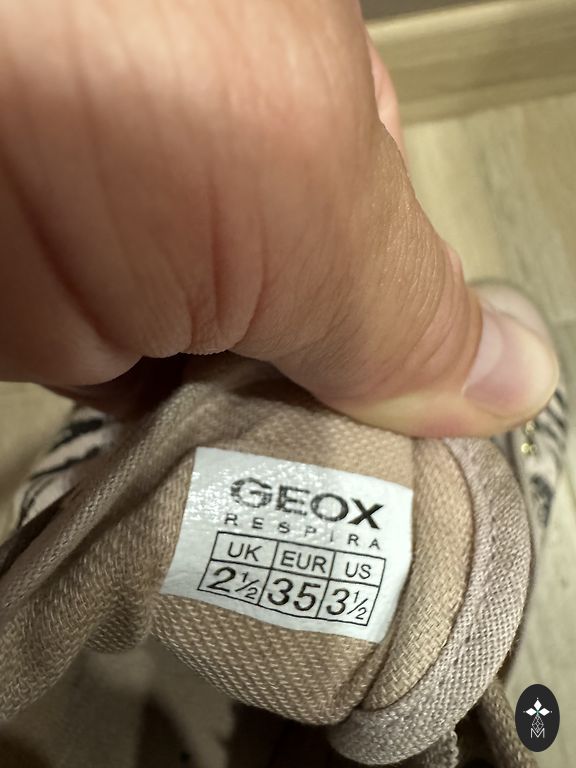 GEOX
RESPIRA
UK EUR US
2½ 35 3½
M